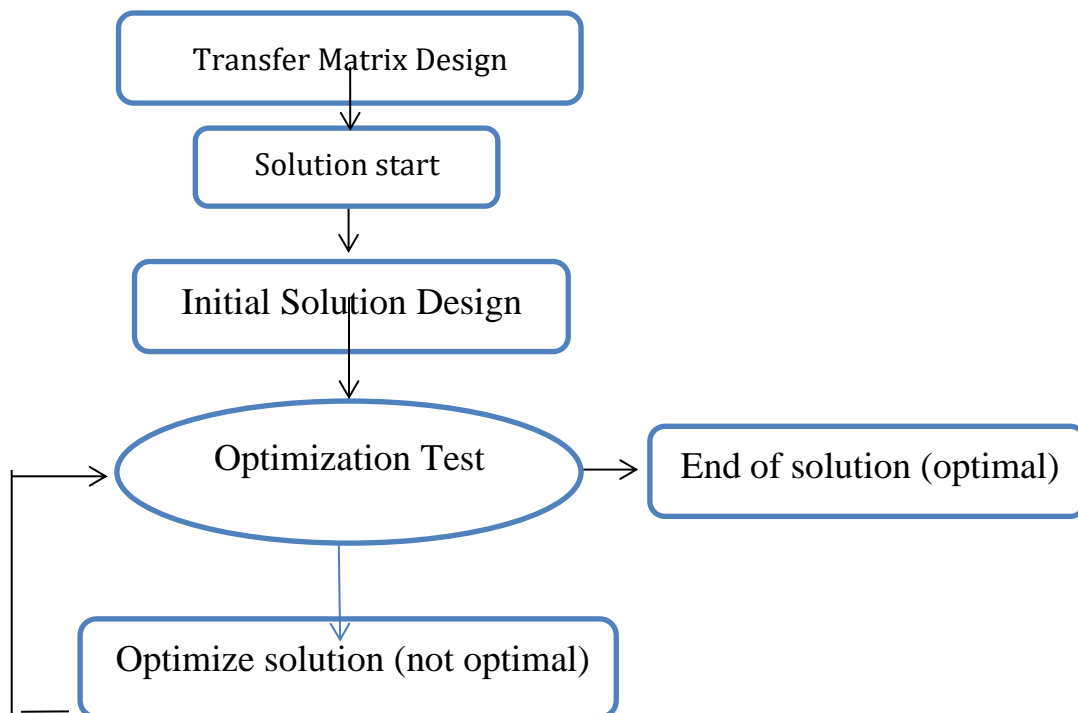 Transfer Matrix Design
Solution start
Initial Solution Design
Optimization Test
End of solution (optimal)
Optimize solution (not optimal)